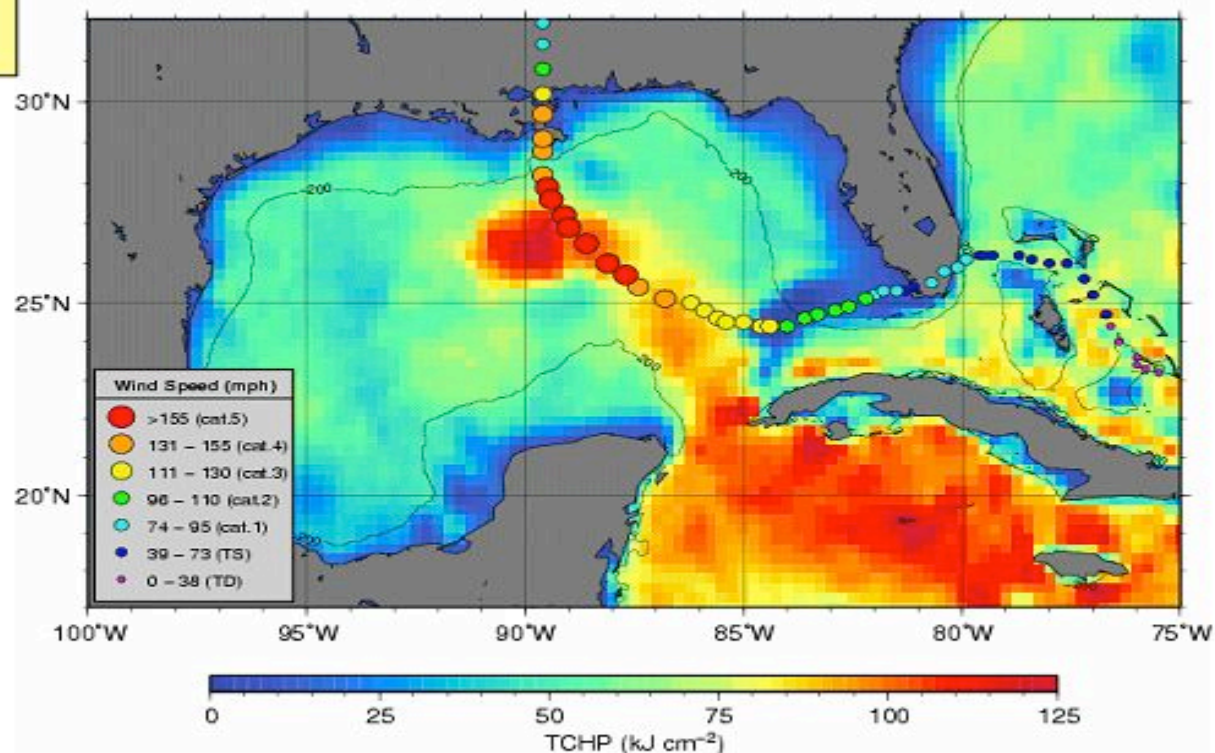 30°N
25°N
20°N
200
200
200
200
Wind Speed (mph)
>155 (cat.5)
131 – 155 (cat.4)
111 – 130 (cat.3)
96 – 110 (cat.2)
74 – 95 (cat.1)
39 – 73 (TS)
0 – 38 (TD)
100°W 95°W 90°W 85°W 80°W 75°W
0 25 50 75 100 125
TCHP (kJ cm⁻²)